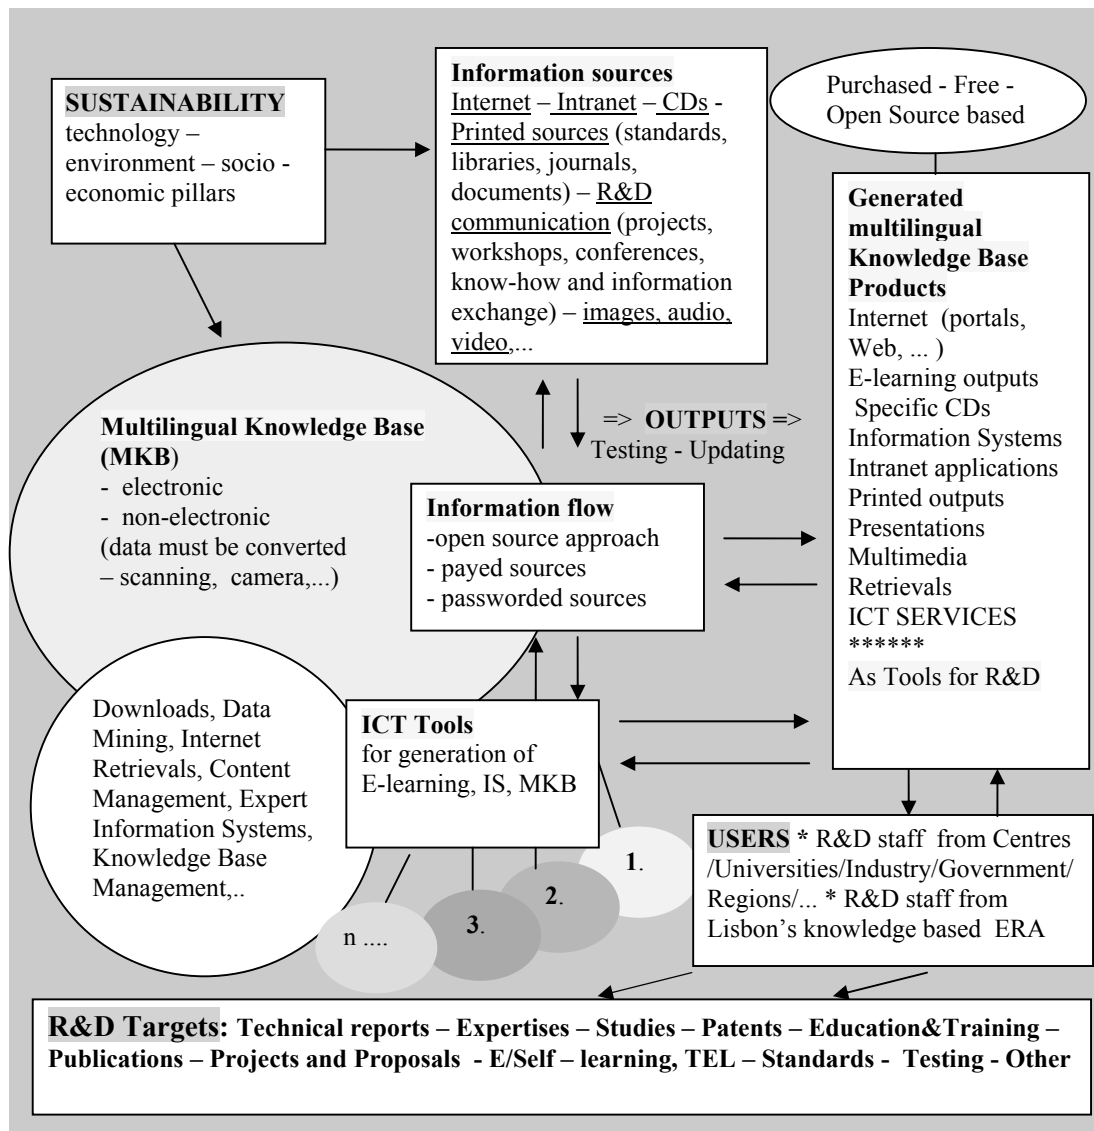 SUSTAINABILITY
technology –
environment – socio -
economic pillars
Information sources
Internet – Intranet – CDs -
Printed sources (standards,
libraries, journals,
documents) – R&D
communication (projects,
workshops, conferences,
know-how and information
exchange) – images, audio,
video,...
Purchased - Free -
Open Source based
Generated
multilingual
Knowledge Base
Products
Internet (portals,
Web, ... )
E-learning outputs
Specific CDs
Information Systems
Intranet applications
Printed outputs
Presentations
Multimedia
Retrievals
ICT SERVICES
******
As Tools for R&D
=> OUTPUTS =>
Testing - Updating
Multilingual Knowledge Base
(MKB)
- electronic
- non-electronic
(data must be converted
– scanning, camera,...)
Information flow
-open source approach
- payed sources
- passworded sources
Downloads, Data
Mining, Internet
Retrievals, Content
Management, Expert
Information Systems,
Knowledge Base
Management,..
ICT Tools
for generation of
E-learning, IS, MKB
1.
2.
3.
n ....
USERS * R&D staff from Centres
/Universities/Industry/Government/
Regions/... * R&D staff from
Lisbon’s knowledge based ERA
R&D Targets: Technical reports – Expertises – Studies – Patents – Education&Training –
Publications – Projects and Proposals - E/Self – learning, TEL – Standards - Testing - Other